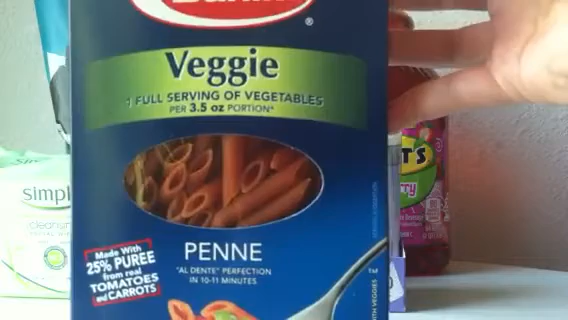 Veggie
1 FULL SERVING OF VEGETABLES
PER 3.5 oz PORTION*
PENNE
"AL DENTE" PERFECTION
IN 10-11 MINUTES
Made With
25% PUREE
from real
TOMATOES
and CARROTS
TM
simpl